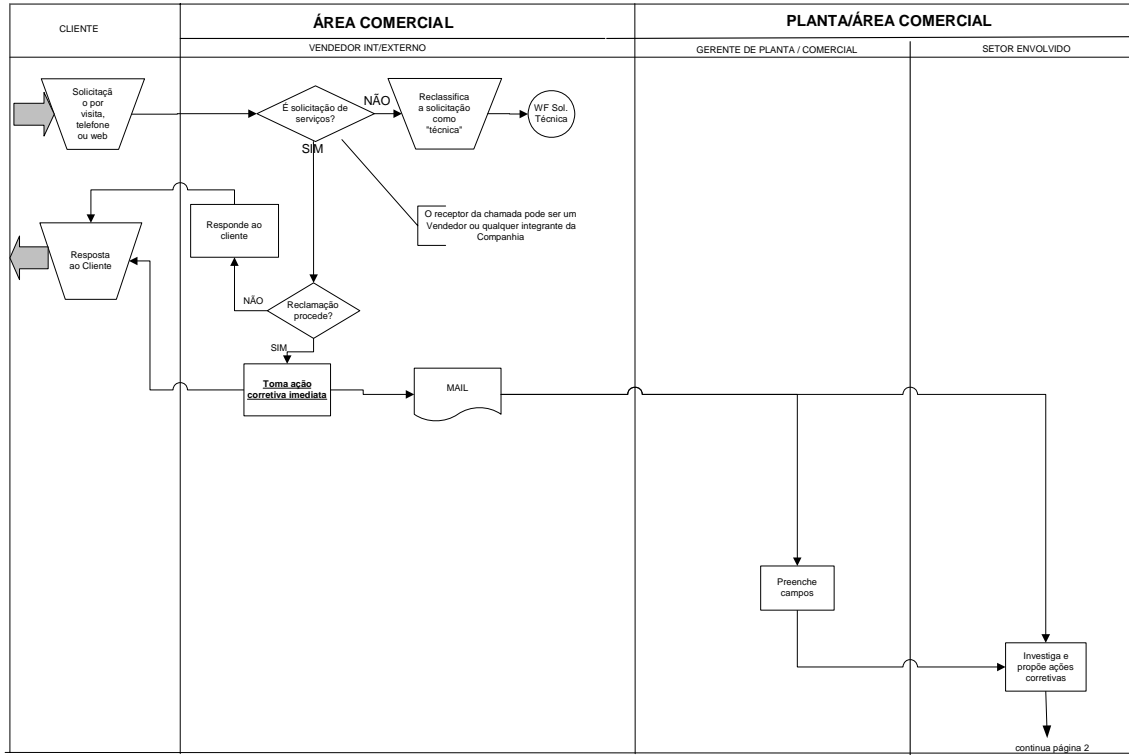 CLIENTE
ÁREA COMERCIAL
PLANTA/ÁREA COMERCIAL
VENDEDOR INT/EXTERNO
GERENTE DE PLANTA / COMERCIAL
SETOR ENVOLVIDO
Solicitaçã
o por
visita,
telefone
ou web
É solicitação de
serviços?
NÃO
SIM
Reclassifica
a solicitação
como
"técnica"
WF Sol.
Técnica
O receptor da chamada pode ser um
Vendedor ou qualquer integrante da
Companhia
Responde ao
cliente
Resposta
ao Cliente
NÃO
Reclamação
procede?
SIM
Toma ação
corretiva imediata
MAIL
Preenche
campos
Investiga e
propõe ações
corretivas
continua página 2